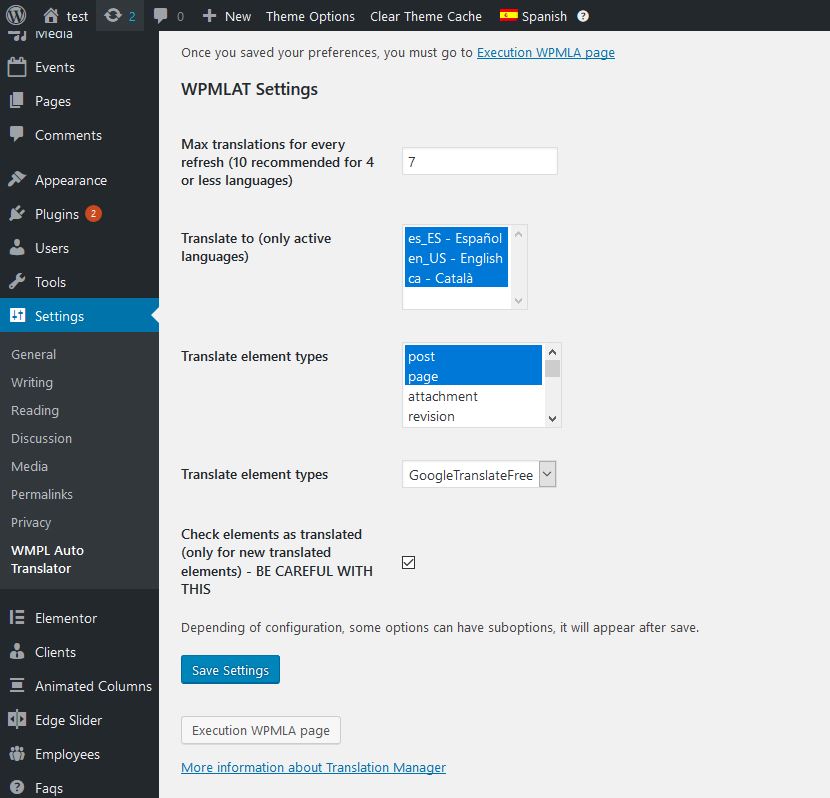 test 2 0 New Theme Options Clear Theme Cache Spanish ?
Media
Events
Pages
Comments
Appearance
Plugins 2
Users
Tools
Settings
General
Writing
Reading
Discussion
Media
Permalinks
Privacy
WMPL Auto
Translator
Elementor
Clients
Animated Columns
Edge Slider
Employees
Faqs
Once you saved your preferences, you must go to Execution WPMLA page
WPMLAT Settings
Max translations for every
refresh (10 recommended for 4
or less languages)
7
Translate to (only active
languages)
es_ES - Español
en_US - English
ca - Català
Translate element types
post
page
attachment
revision
Translate element types
GoogleTranslateFree
Check elements as translated
(only for new translated
elements) - BE CAREFUL WITH
THIS
Depending of configuration, some options can have suboptions, it will appear after save.
Save Settings
Execution WPMLA page
More information about Translation Manager